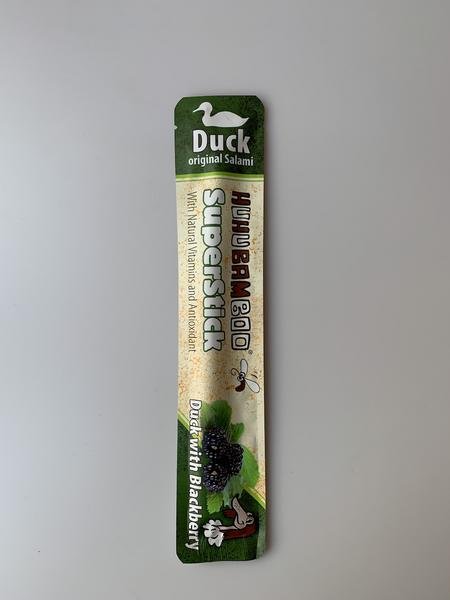 Duck
original Salami
HUHUBAMBOO®
SuperStick
With Natural Vitamins and Antioxidant
Duck with Blackberry